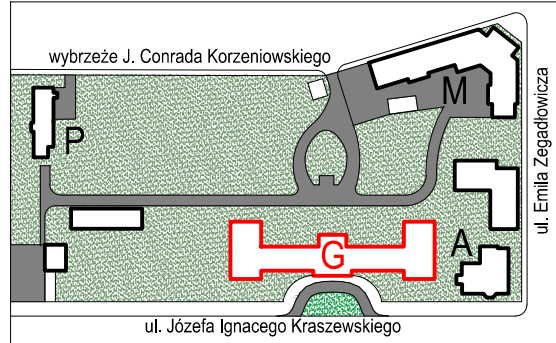 wybrzeże J. Conrada Korzeniowskiego
M
P
ul. Emila Zegadłowicza
A
G
ul. Józefa Ignacego Kraszewskiego